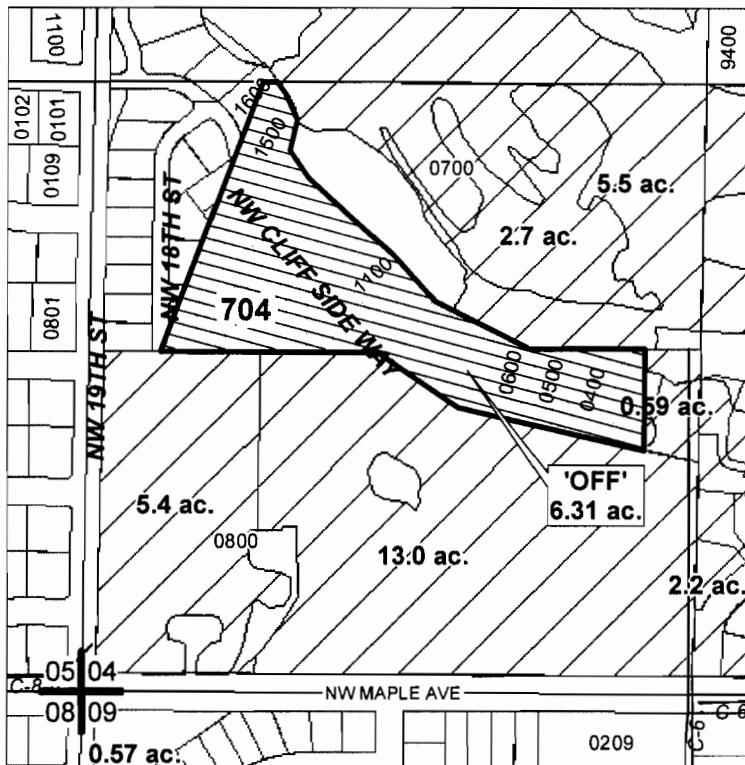 1100
9400
0102
0101
1600
1500
0109
0700
5.5 ac.
NW 18TH ST
2.7 ac.
NW CLIFF SIDE WAY
1100
704
0801
NW 19TH ST
0600
0500
0400
0.59 ac.
'OFF'
6.31 ac.
5.4 ac.
0800
13.0 ac.
2.2 ac.
05 04
C-8
NW MAPLE AVE
C-6
08 09
C-6
0209
0.57 ac.